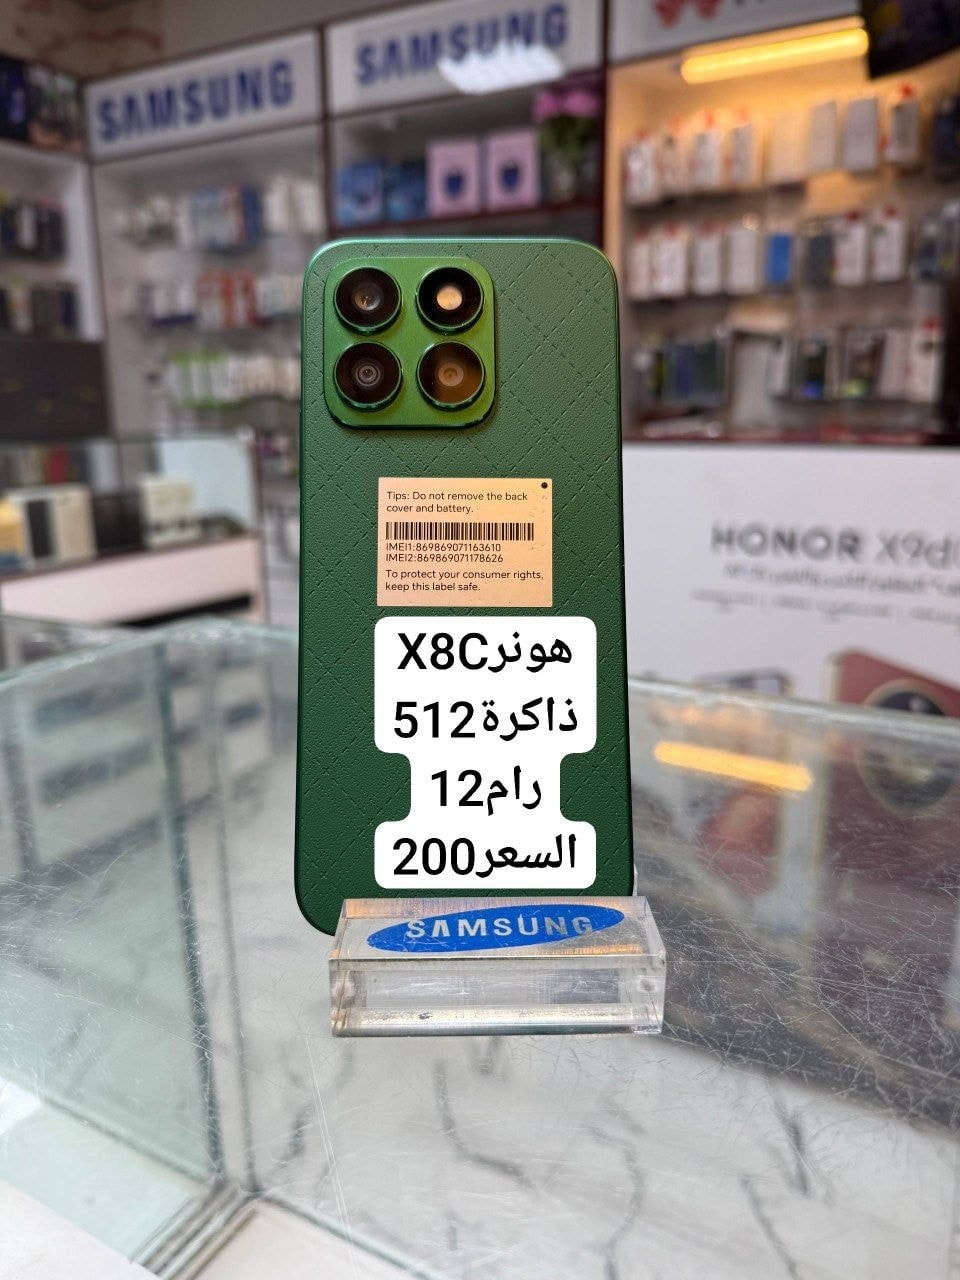 SAMSUNG
SAMSUNG
Tips: Do not remove the back
cover and battery.
IMEI1:869869071163610
IMEI2:869869071178626
To protect your consumer rights,
keep this label safe.
HONOR X9d
هونرX8C
ذاكرة512
رام12
السعر200
SAMSUNG